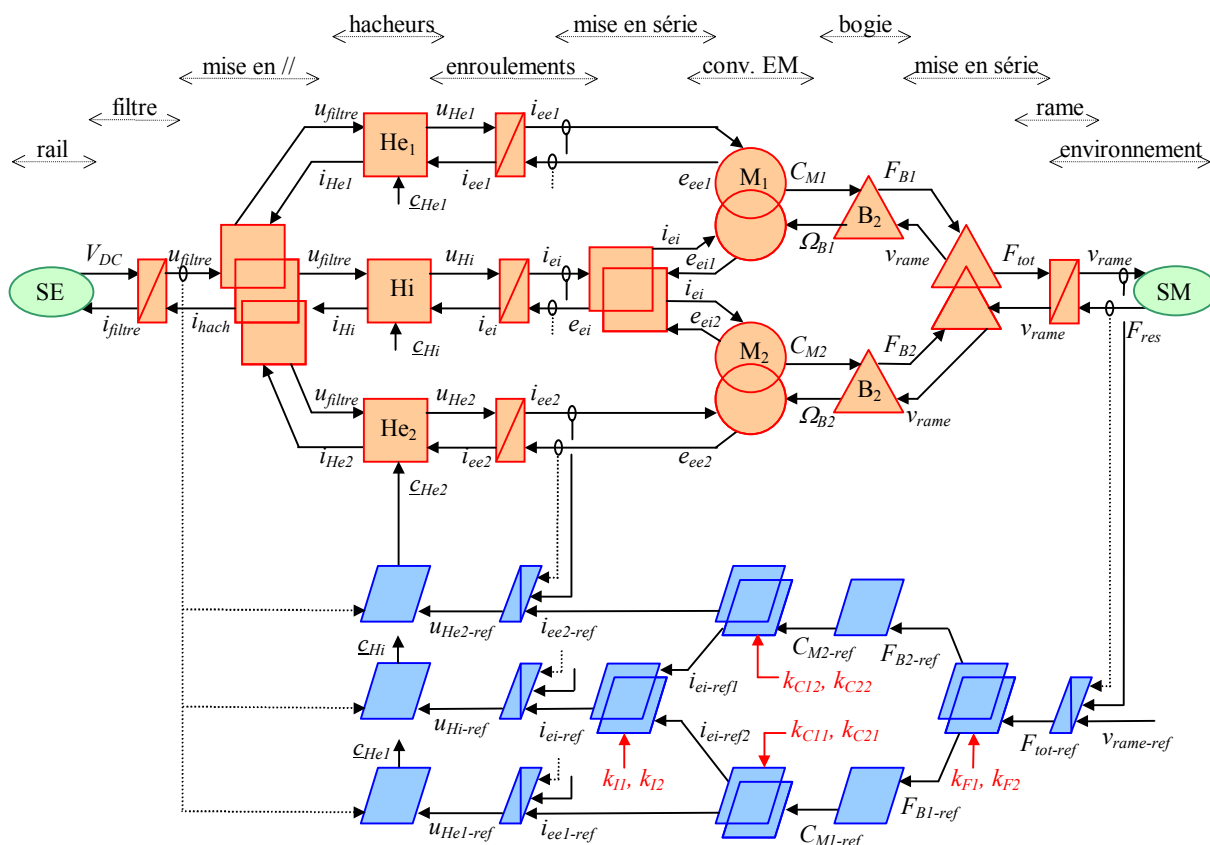 hacheurs
mise en série
bogie
mise en //
enroulements
conv. EM
mise en série
filtre
rame
rail
environnement
u_filtre
He₁
u_He1
i_ee1
i_He1
i_ee1
c_He1
e_ee1
M₁
C_M1
F_B1
B₂
Ω_B1
v_rame
SE
V_DC
i_filtre
u_filtre
i_hach
u_filtre
Hi
u_Hi
i_ei
i_Hi
i_ei
e_ei
c_Hi
i_ei
e_ei1
i_ei
e_ei2
F_tot
v_rame
v_rame
F_res
SM
M₂
C_M2
F_B2
B₂
Ω_B2
v_rame
u_filtre
He₂
u_He2
i_ee2
i_He2
i_ee2
e_ee2
c_He2
u_He2-ref
i_ee2-ref
C_M2-ref
F_B2-ref
c_Hi
k_C12, k_C22
i_ei-ref1
u_Hi-ref
i_ei-ref
i_ei-ref2
k_C11, k_C21
F_tot-ref
v_rame-ref
c_He1
k_I1, k_I2
k_F1, k_F2
u_He1-ref
i_ee1-ref
C_M1-ref
F_B1-ref